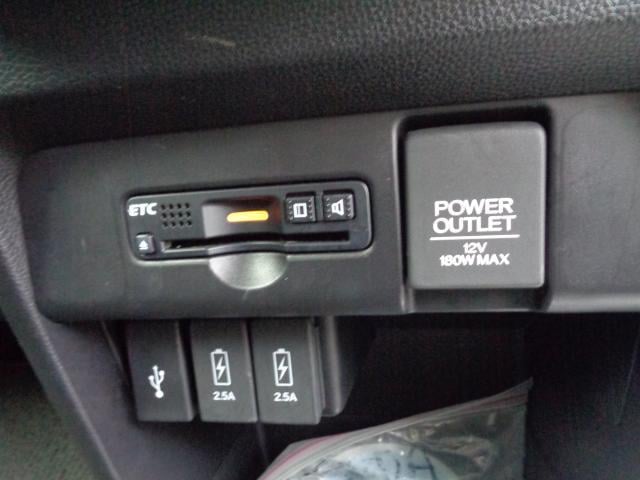 ETC
POWER
OUTLET
12V
180W MAX
2.5A
2.5A